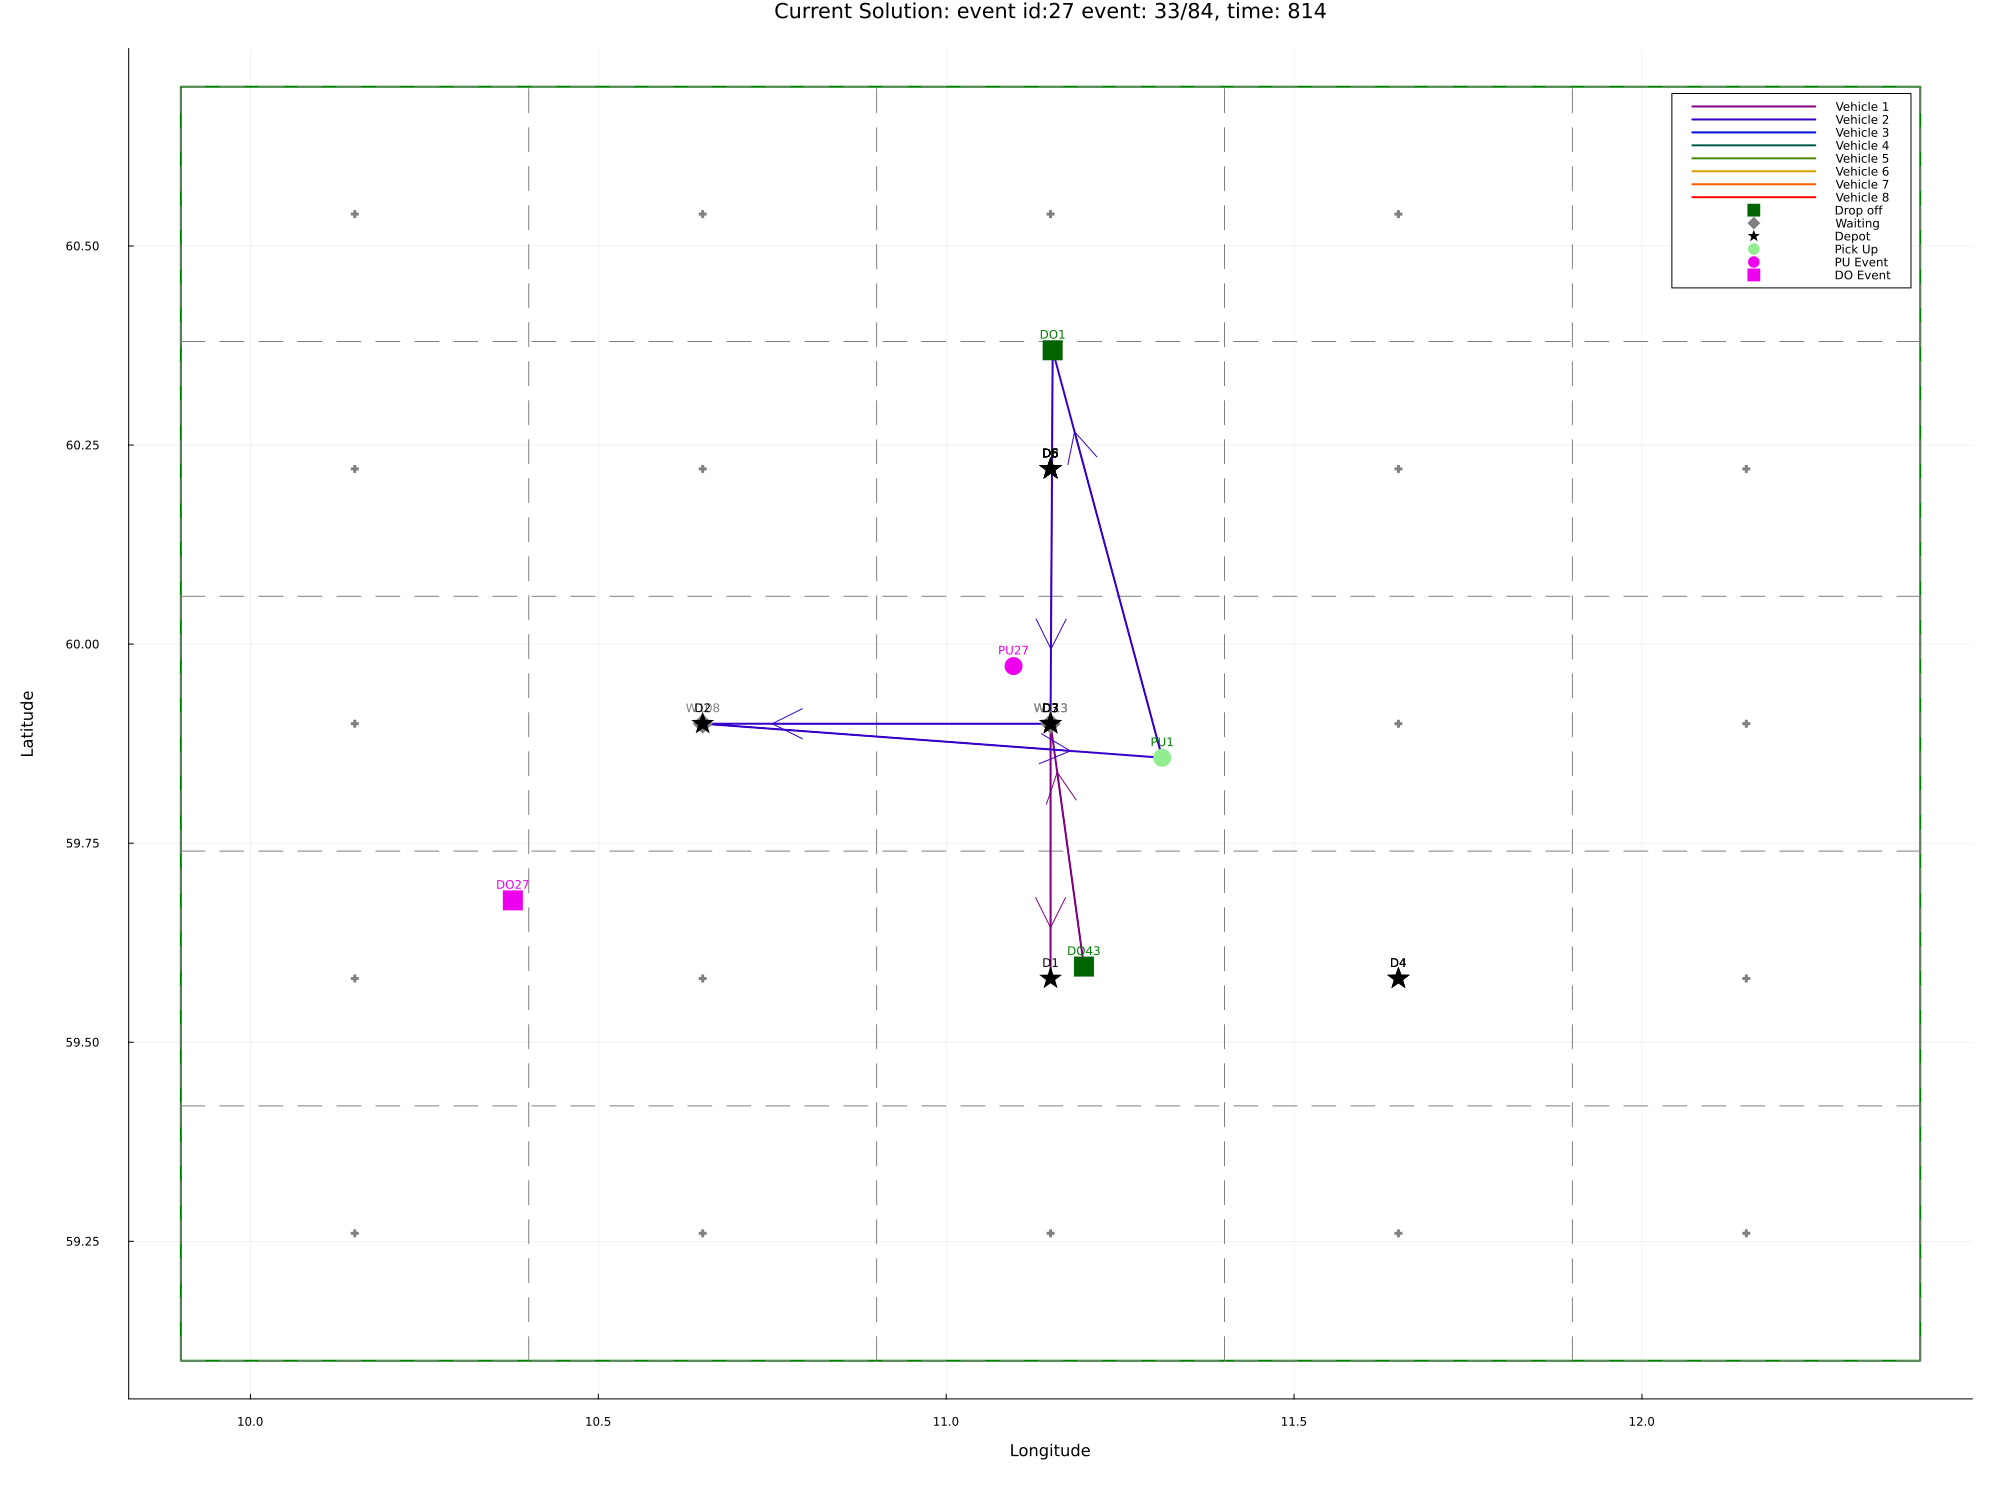 Current Solution: event id:27 event: 33/84, time: 814
Vehicle 1
Vehicle 2
Vehicle 3
Vehicle 4
Vehicle 5
Vehicle 6
Vehicle 7
Vehicle 8
Drop off
Waiting
Depot
Pick Up
PU Event
DO Event
60.50
60.25
60.00
59.75
59.50
59.25
Latitude
DO1
PU27
D2
PU1
DO27
DO43
D1
D4
10.0
10.5
11.0
11.5
12.0
Longitude